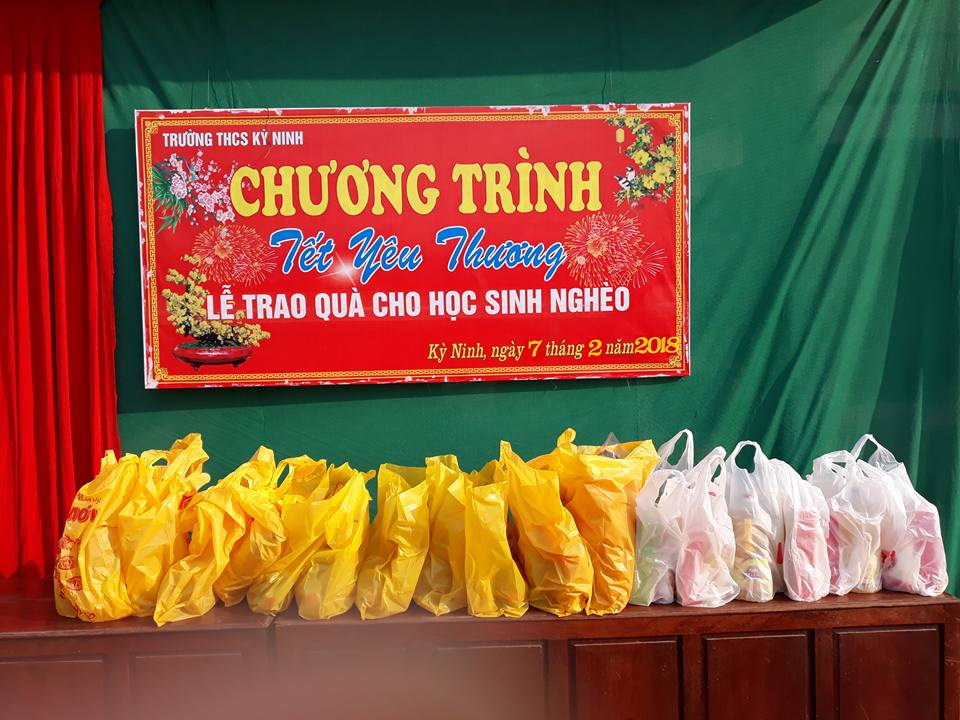 TRƯỜNG THCS KỲ NINH
CHƯƠNG TRÌNH
Tết Yêu Thương
LỄ TRAO QUÀ CHO HỌC SINH NGHÈO
Kỳ Ninh, ngày 7 tháng 2 năm 2018